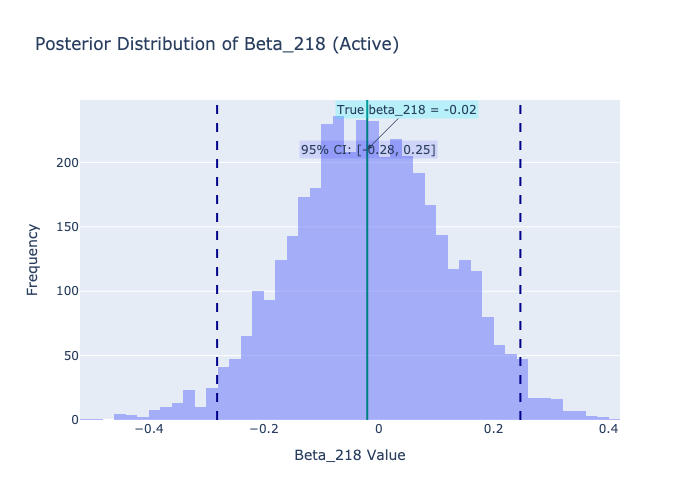 Posterior Distribution of Beta_218 (Active)
True beta_218 = -0.02
95% CI: [-0.28, 0.25]
200
150
100
50
0
Frequency
−0.4
−0.2
0
0.2
0.4
Beta_218 Value